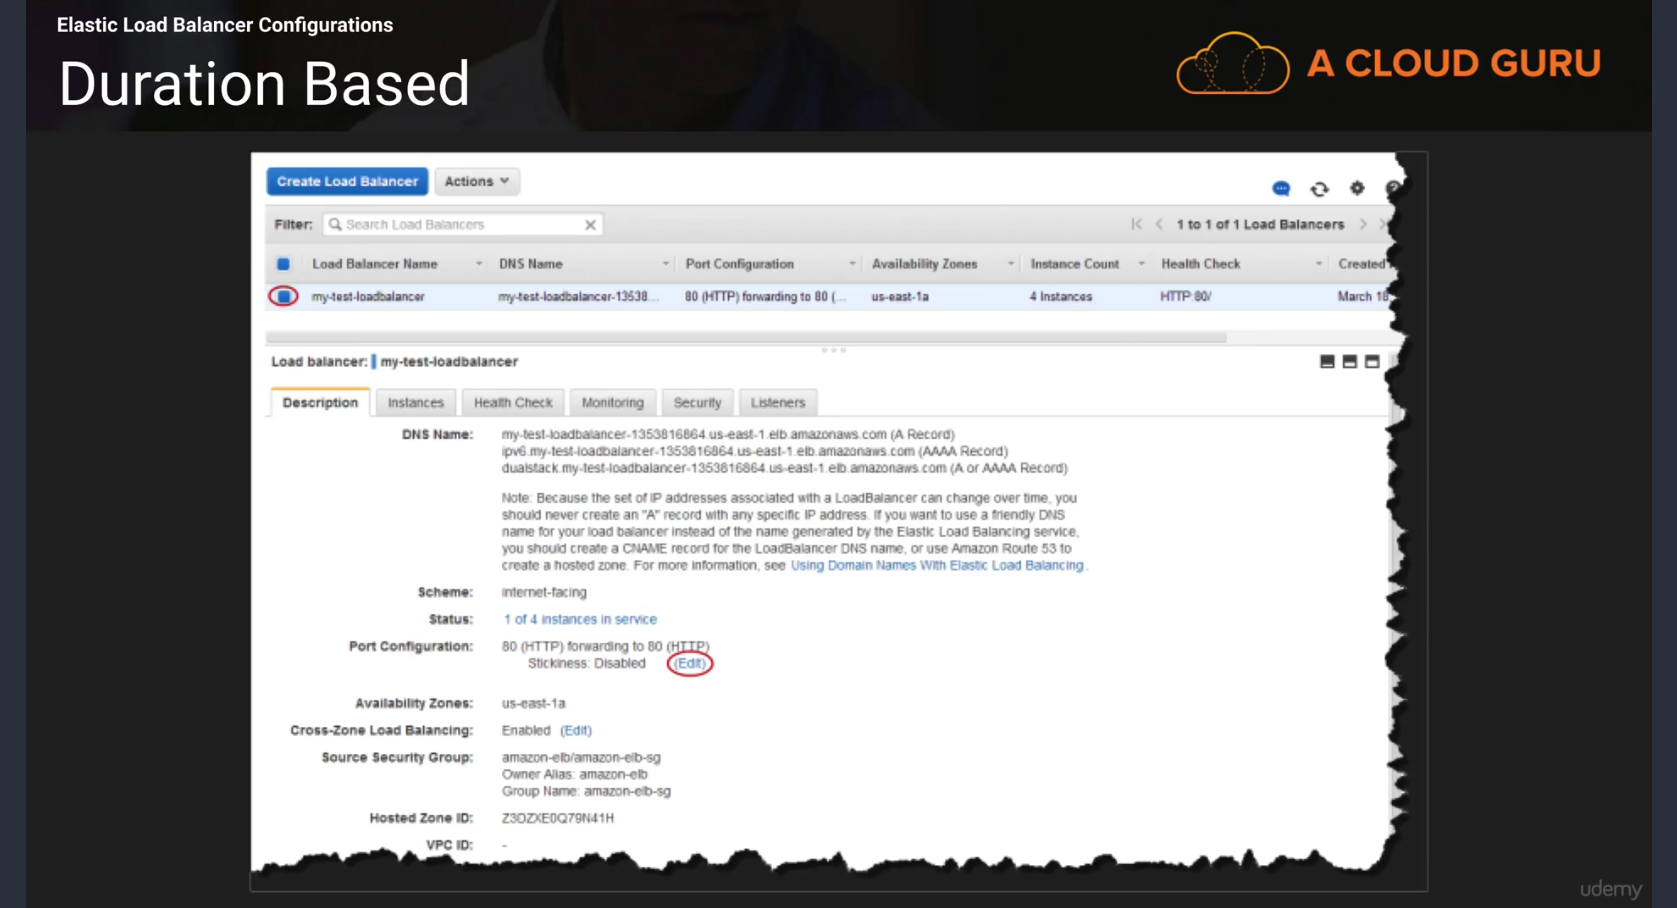 Elastic Load Balancer Configurations
Duration Based
A CLOUD GURU
Create Load Balancer Actions
Filter: Search Load Balancers 1 to 1 of 1 Load Balancers
Load Balancer Name DNS Name Port Configuration Availability Zones Instance Count Health Check Created
my-test-loadbalancer my-test-loadbalancer-13538... 80 (HTTP) forwarding to 80 (... us-east-1a 4 Instances HTTP:80/ March 18
Load balancer: my-test-loadbalancer
Description Instances Health Check Monitoring Security Listeners
DNS Name: my-test-loadbalancer-1353816864.us-east-1.elb.amazonaws.com (A Record)
ipv6.my-test-loadbalancer-1353816864.us-east-1.elb.amazonaws.com (AAAA Record)
dualstack.my-test-loadbalancer-1353816864.us-east-1.elb.amazonaws.com (A or AAAA Record)
Note: Because the set of IP addresses associated with a LoadBalancer can change over time, you
should never create an "A" record with any specific IP address. If you want to use a friendly DNS
name for your load balancer instead of the name generated by the Elastic Load Balancing service,
you should create a CNAME record for the LoadBalancer DNS name, or use Amazon Route 53 to
create a hosted zone. For more information, see Using Domain Names With Elastic Load Balancing.
Scheme: internet-facing
Status: 1 of 4 instances in service
Port Configuration: 80 (HTTP) forwarding to 80 (HTTP)
Stickiness: Disabled (Edit)
Availability Zones: us-east-1a
Cross-Zone Load Balancing: Enabled (Edit)
Source Security Group: amazon-elb/amazon-elb-sg
Owner Alias: amazon-elb
Group Name: amazon-elb-sg
Hosted Zone ID: Z3DZXE0Q79N41H
VPC ID: -
udemy